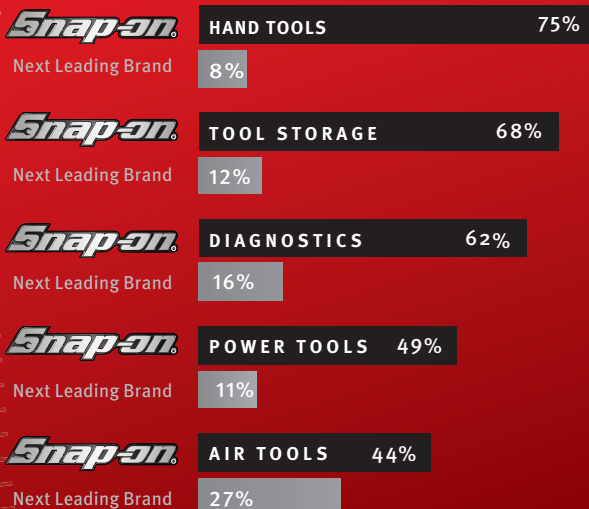 Snap-on HAND TOOLS 75%
Next Leading Brand 8%
Snap-on TOOL STORAGE 68%
Next Leading Brand 12%
Snap-on DIAGNOSTICS 62%
Next Leading Brand 16%
Snap-on POWER TOOLS 49%
Next Leading Brand 11%
Snap-on AIR TOOLS 44%
Next Leading Brand 27%